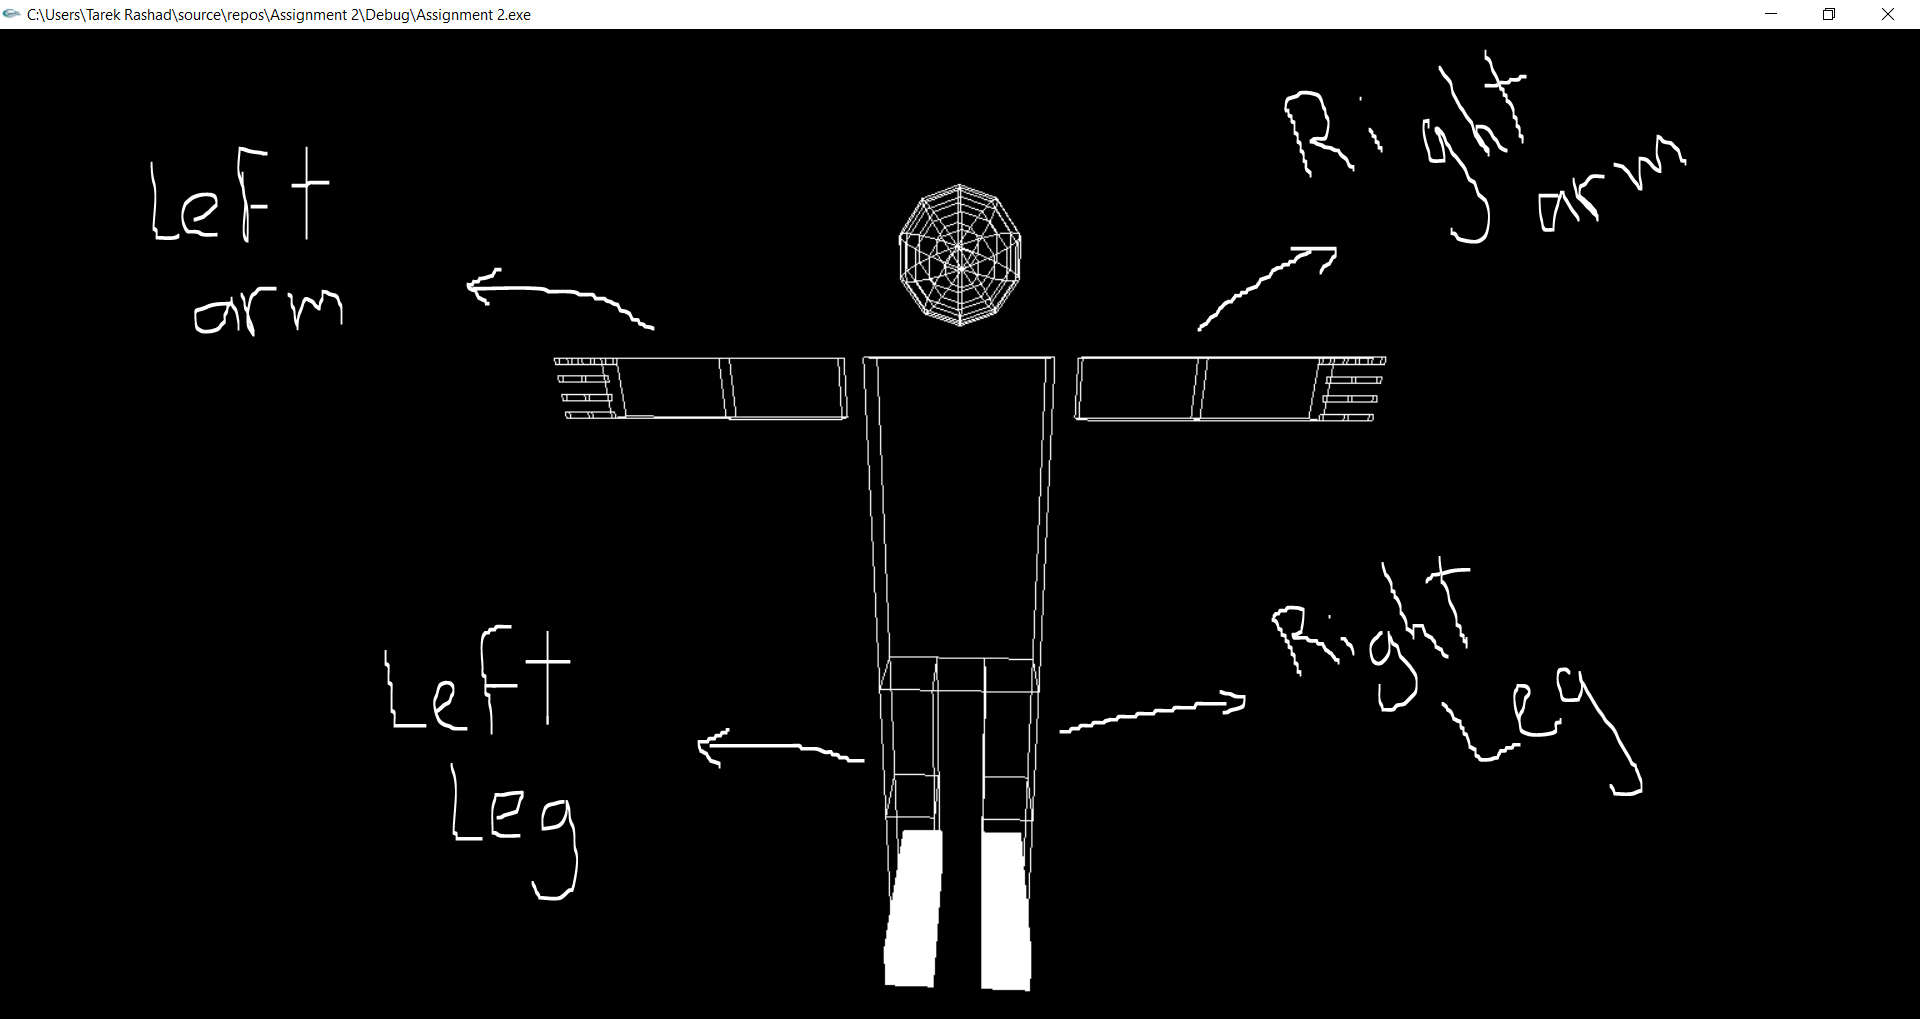 C:\Users\Tarek Rashad\source\repos\Assignment 2\Debug\Assignment 2.exe
Left
arm
Right
arm
Left
Leg
Right
Leg